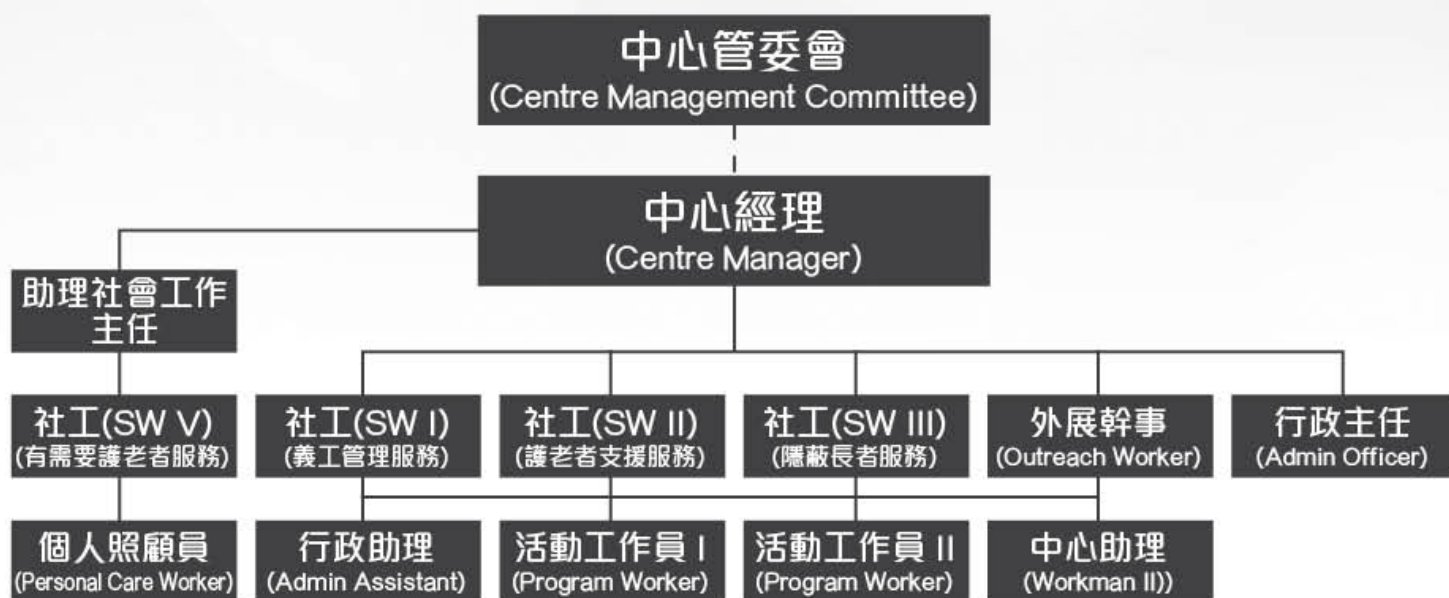 中心管委會
(Centre Management Committee)
中心經理
(Centre Manager)
助理社會工作
主任
社工(SW V)
(有需要護老者服務)
社工(SW I)
(義工管理服務)
社工(SW II)
(護老者支援服務)
社工(SW III)
(隱蔽長者服務)
外展幹事
(Outreach Worker)
行政主任
(Admin Officer)
個人照顧員
(Personal Care Worker)
行政助理
(Admin Assistant)
活動工作員 I
(Program Worker)
活動工作員 II
(Program Worker)
中心助理
(Workman II))